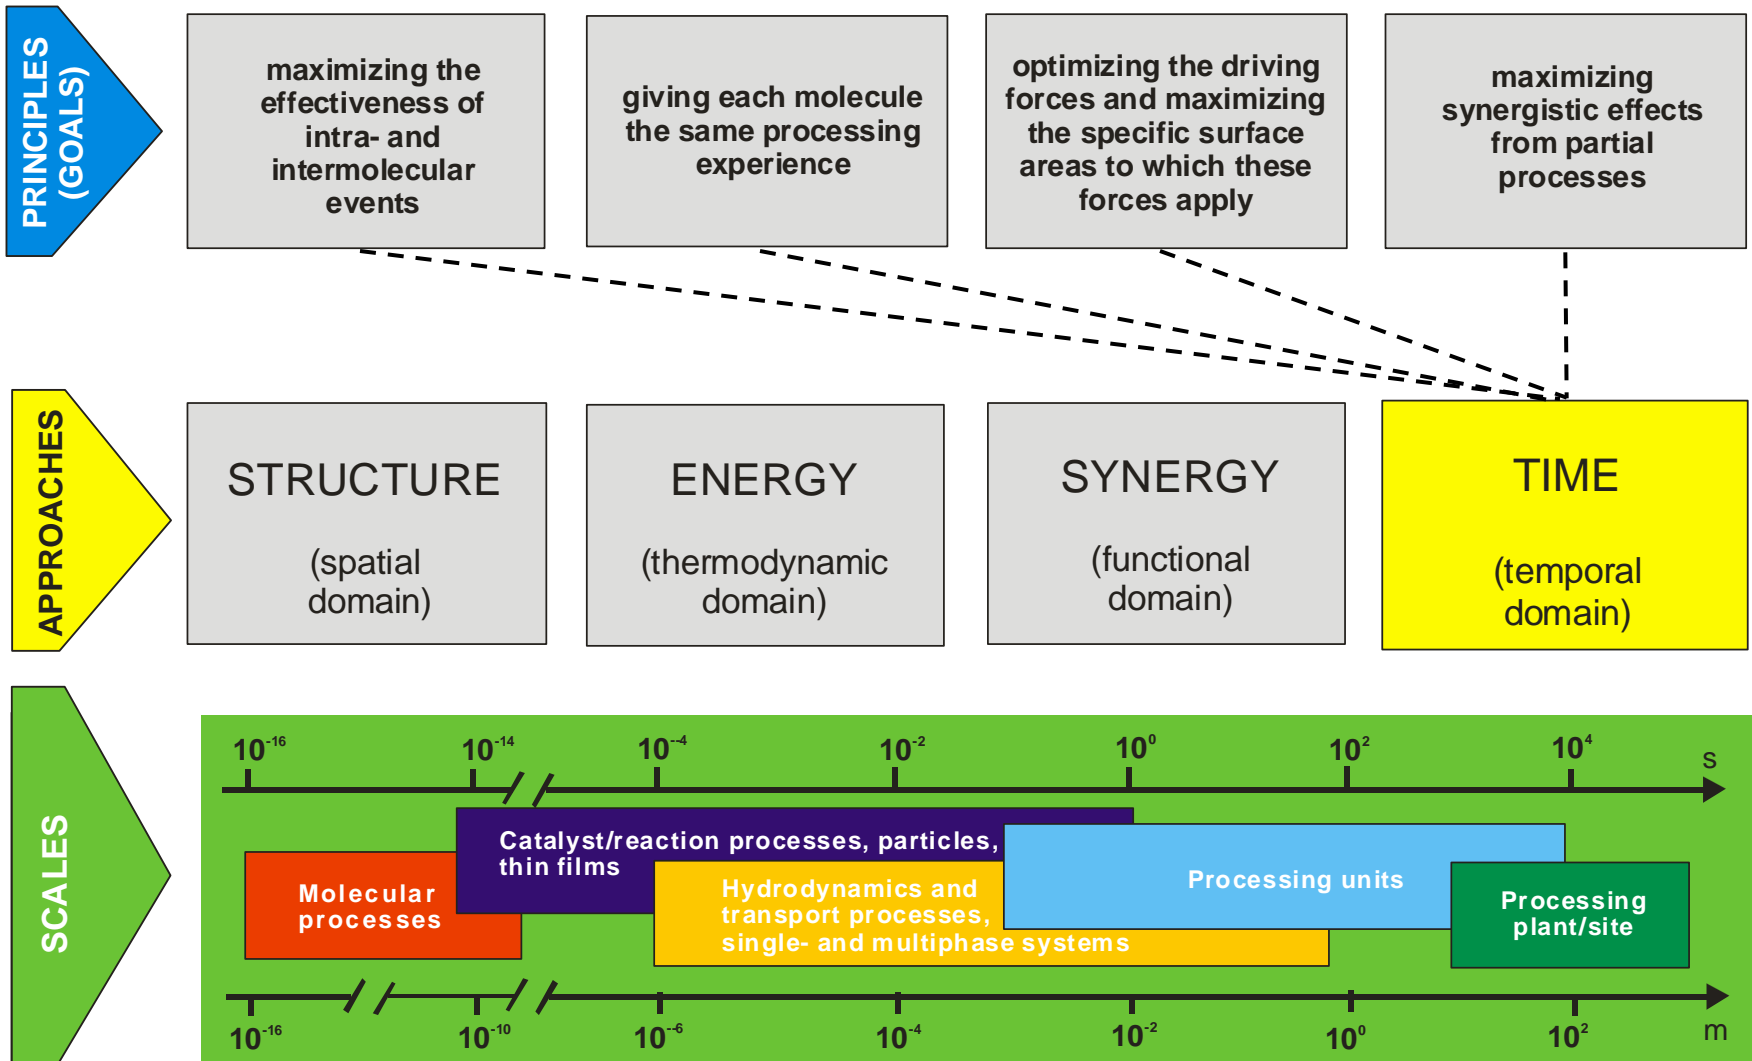 PRINCIPLES
(GOALS)
maximizing the
effectiveness of
intra- and
intermolecular
events
giving each molecule
the same processing
experience
optimizing the driving
forces and maximizing
the specific surface
areas to which these
forces apply
maximizing
synergistic effects
from partial
processes
APPROACHES
STRUCTURE
(spatial
domain)
ENERGY
(thermodynamic
domain)
SYNERGY
(functional
domain)
TIME
(temporal
domain)
SCALES
10⁻¹⁶ 10⁻¹⁴ 10⁻⁻⁴ 10⁻² 10⁰ 10² 10⁴ s
Catalyst/reaction processes, particles,
thin films
Molecular
processes
Hydrodynamics and
transport processes,
single- and multiphase systems
Processing units
Processing
plant/site
10⁻¹⁶ 10⁻¹⁰ 10⁻⁶ 10⁻⁴ 10⁻² 10⁰ 10² m